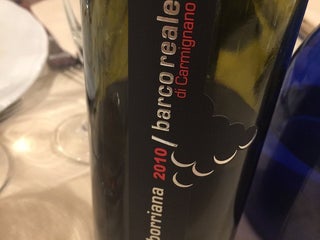 barco reale
di Carmignano
borriana 2010 /